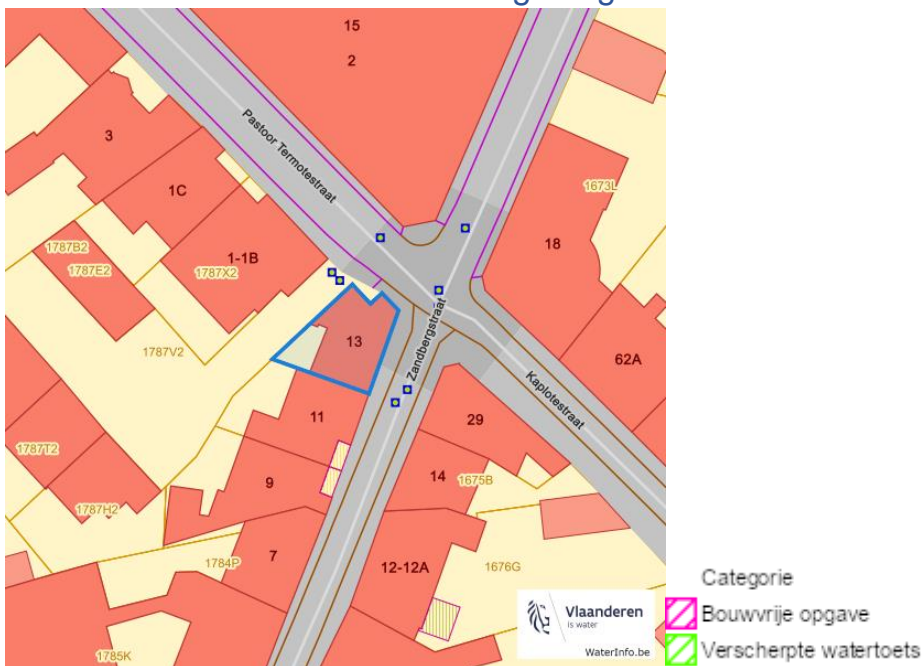 15
2
Pastoor Termotestraat
3
1C
1673L
18
1787B2
1787E2
1-1B
1787X2
13
Zandbergstraat
1787V2
62A
Kaplotestraat
11
29
1787T2
9
14
1675B
1787H2
7
1784P
12-12A
1676G
Vlaanderen
is water
WaterInfo.be
1785K
Categorie
Bouwvrije opgave
Verscherpte watertoets